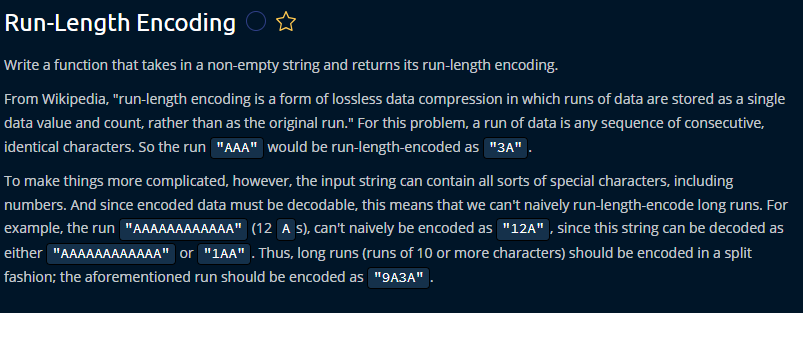 Run-Length Encoding
Write a function that takes in a non-empty string and returns its run-length encoding.
From Wikipedia, "run-length encoding is a form of lossless data compression in which runs of data are stored as a single
data value and count, rather than as the original run." For this problem, a run of data is any sequence of consecutive,
identical characters. So the run "AAA" would be run-length-encoded as "3A" .
To make things more complicated, however, the input string can contain all sorts of special characters, including
numbers. And since encoded data must be decodable, this means that we can't naively run-length-encode long runs. For
example, the run "AAAAAAAAAAAA" (12 A s), can't naively be encoded as "12A" , since this string can be decoded as
either "AAAAAAAAAAAA" or "1AA" . Thus, long runs (runs of 10 or more characters) should be encoded in a split
fashion; the aforementioned run should be encoded as "9A3A" .